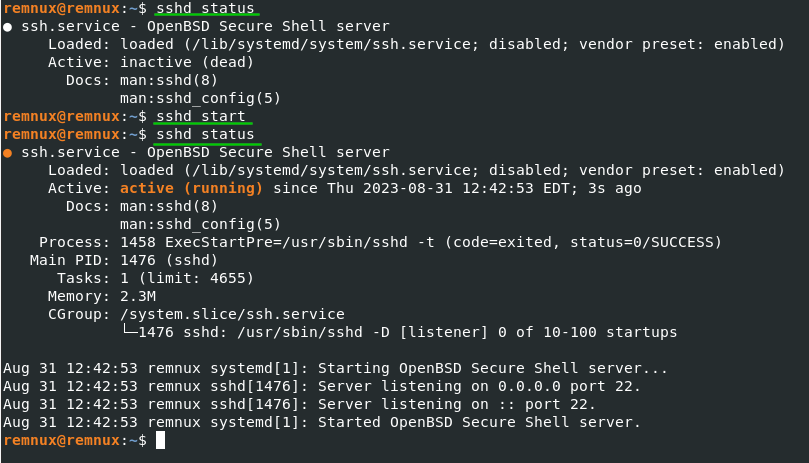 remnux@remnux:~$ sshd status
● ssh.service - OpenBSD Secure Shell server
     Loaded: loaded (/lib/systemd/system/ssh.service; disabled; vendor preset: enabled)
     Active: inactive (dead)
       Docs: man:sshd(8)
             man:sshd_config(5)
remnux@remnux:~$ sshd start
remnux@remnux:~$ sshd status
● ssh.service - OpenBSD Secure Shell server
     Loaded: loaded (/lib/systemd/system/ssh.service; disabled; vendor preset: enabled)
     Active: active (running) since Thu 2023-08-31 12:42:53 EDT; 3s ago
       Docs: man:sshd(8)
             man:sshd_config(5)
    Process: 1458 ExecStartPre=/usr/sbin/sshd -t (code=exited, status=0/SUCCESS)
   Main PID: 1476 (sshd)
      Tasks: 1 (limit: 4655)
     Memory: 2.3M
     CGroup: /system.slice/ssh.service
             └─1476 sshd: /usr/sbin/sshd -D [listener] 0 of 10-100 startups

Aug 31 12:42:53 remnux systemd[1]: Starting OpenBSD Secure Shell server...
Aug 31 12:42:53 remnux sshd[1476]: Server listening on 0.0.0.0 port 22.
Aug 31 12:42:53 remnux sshd[1476]: Server listening on :: port 22.
Aug 31 12:42:53 remnux systemd[1]: Started OpenBSD Secure Shell server.
remnux@remnux:~$